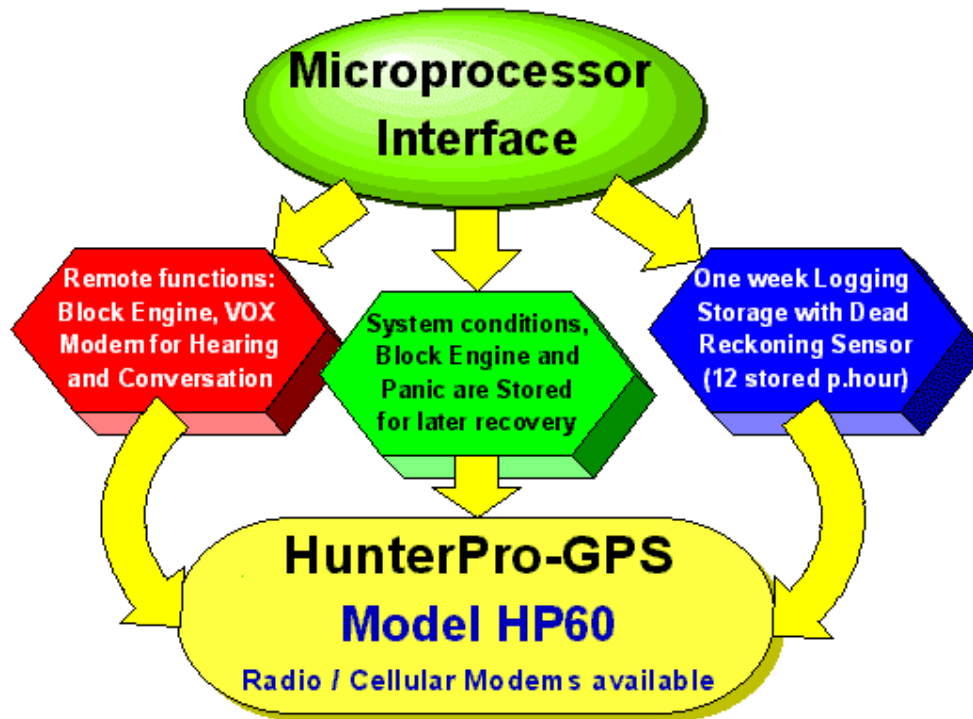 Microprocessor
Interface
Remote functions:
Block Engine, VOX
Modem for Hearing
and Conversation
System conditions,
Block Engine and
Panic are Stored
for later recovery
One week Logging
Storage with Dead
Reckoning Sensor
(12 stored p.hour)
HunterPro-GPS
Model HP60
Radio / Cellular Modems available